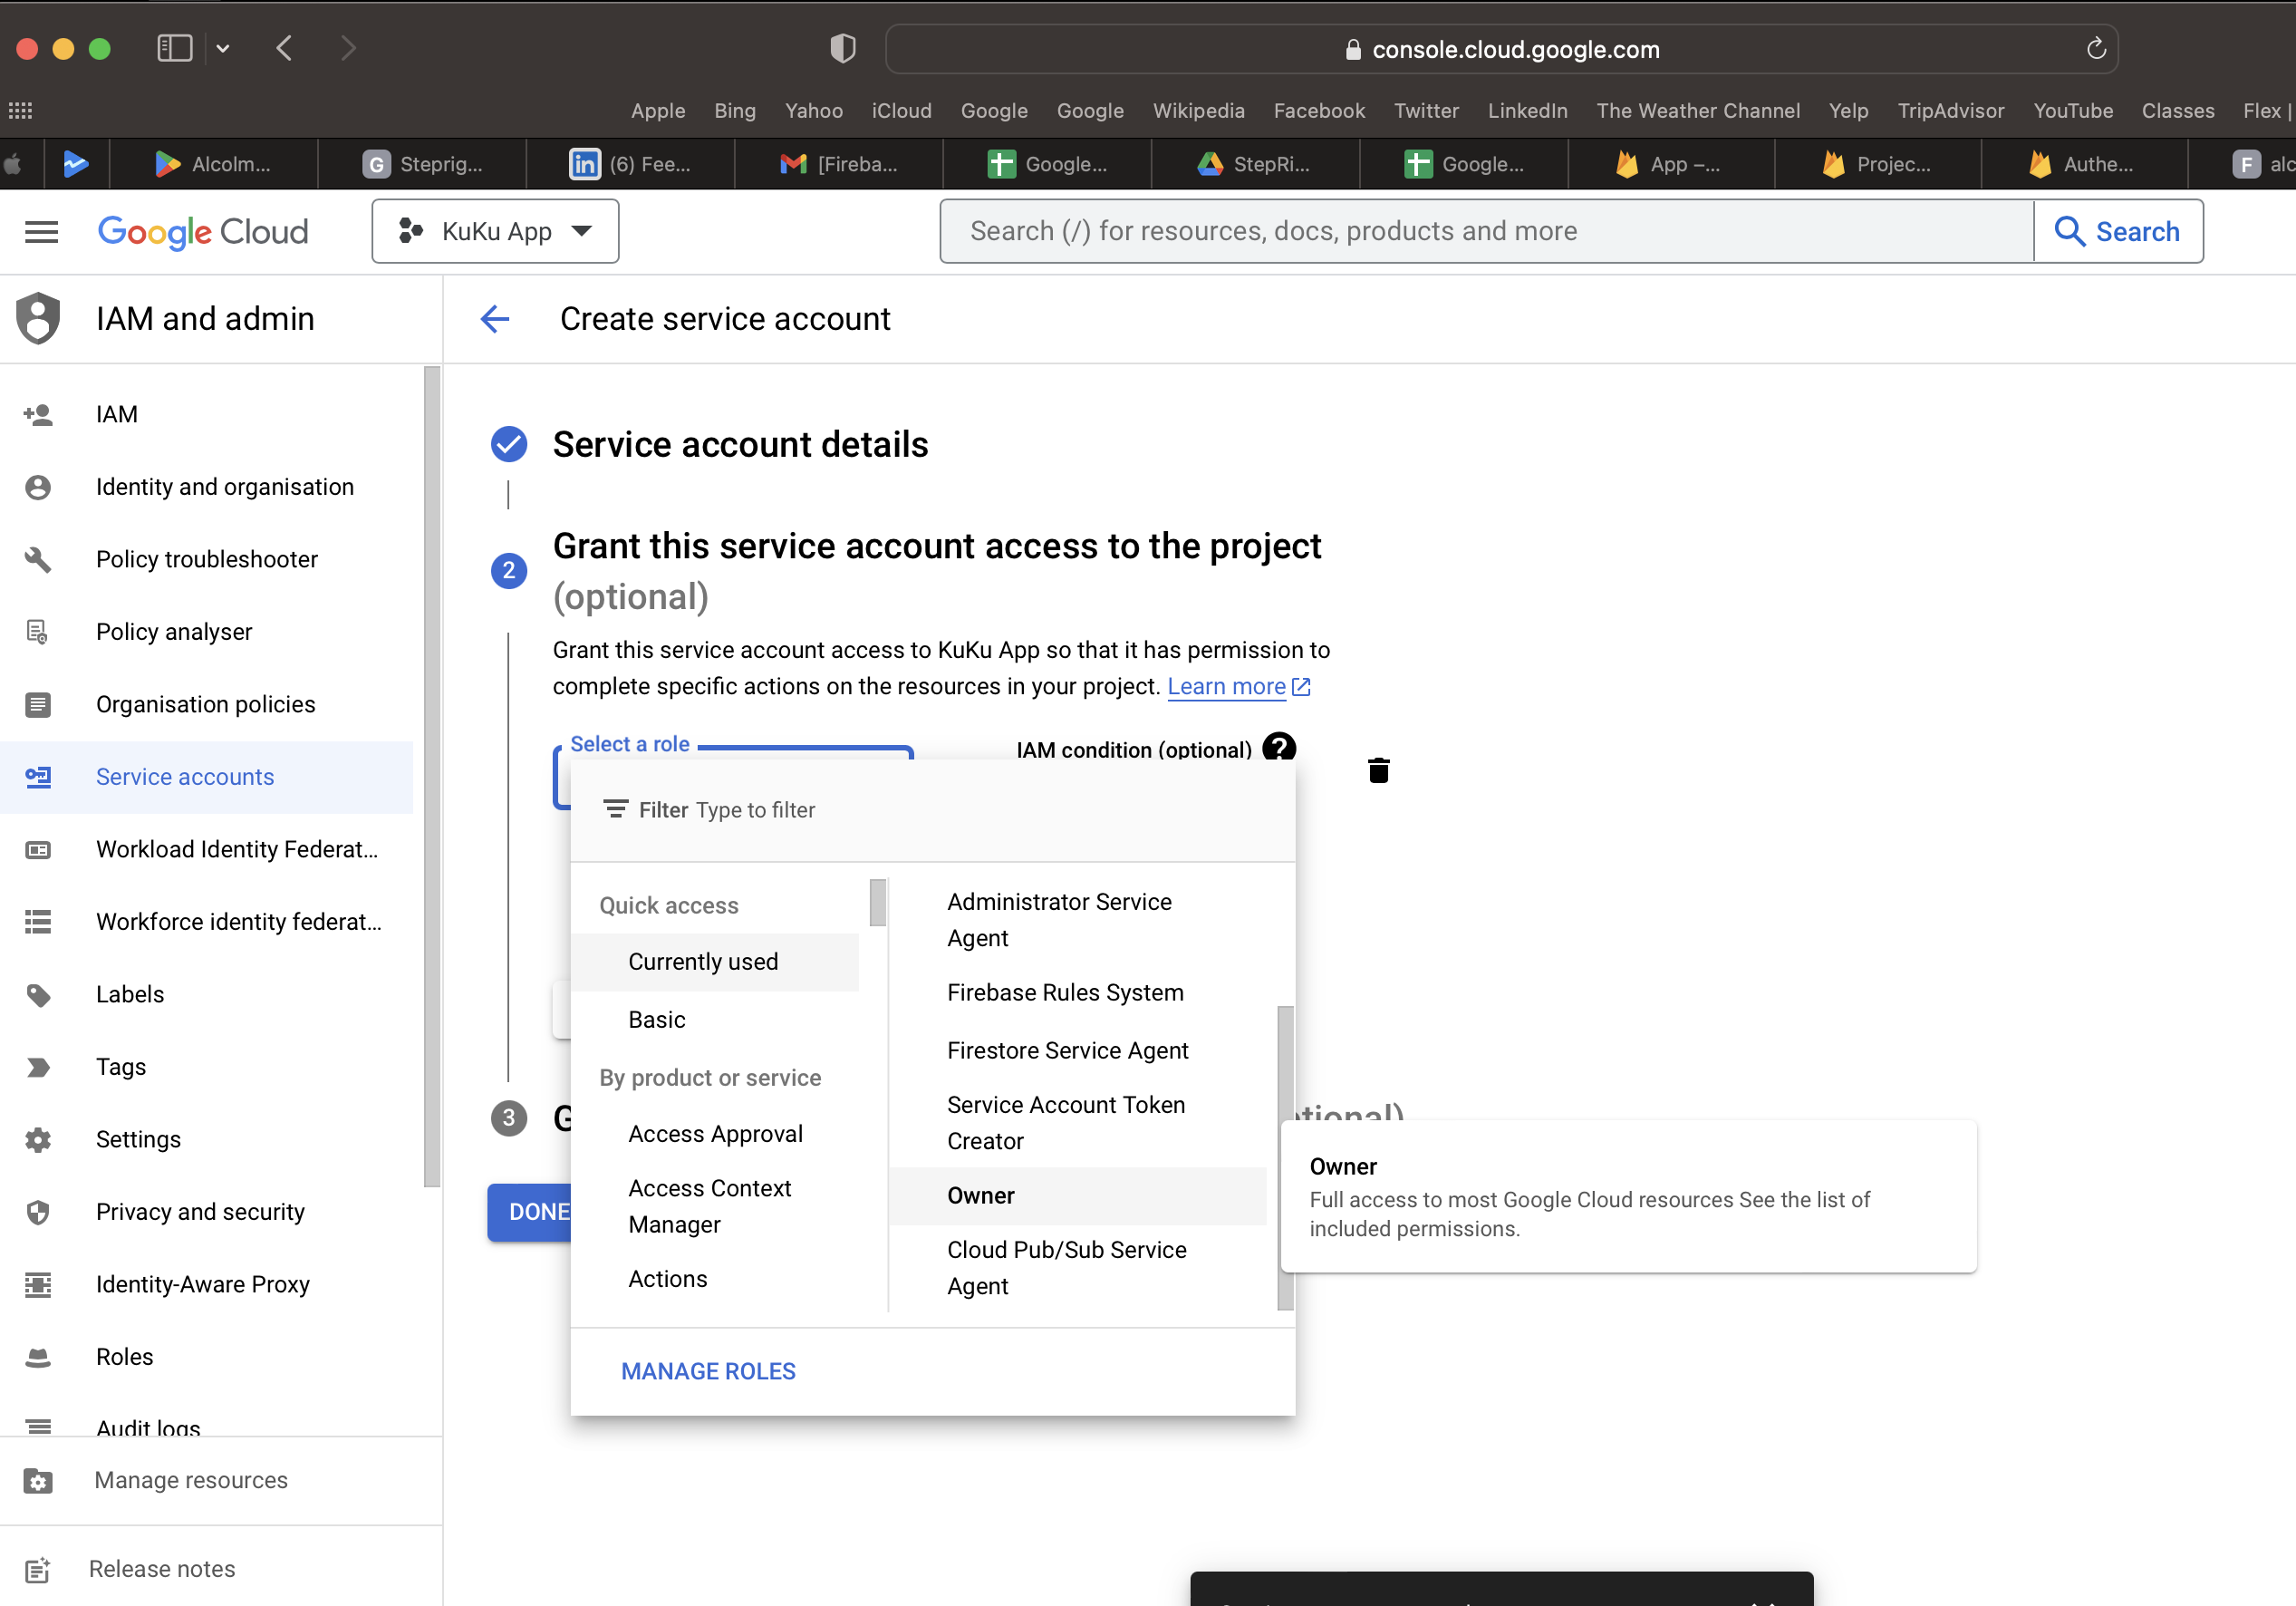 console.cloud.google.com
Apple Bing Yahoo iCloud Google Google Wikipedia Facebook Twitter LinkedIn The Weather Channel Yelp TripAdvisor YouTube Classes Flex |
Alcolm... G Steprig... in (6) Fee... [Fireba... Google... StepRi... Google... App –... Projec... Authe... F alc
Google Cloud KuKu App Search (/) for resources, docs, products and more Search
IAM and admin
Create service account
IAM
Identity and organisation
Policy troubleshooter
Policy analyser
Organisation policies
Service accounts
Workload Identity Federat...
Workforce identity federat...
Labels
Tags
Settings
Privacy and security
Identity-Aware Proxy
Roles
Audit logs
Manage resources
Release notes
Service account details
2 Grant this service account access to the project
(optional)
Grant this service account access to KuKu App so that it has permission to
complete specific actions on the resources in your project. Learn more
Select a role
IAM condition (optional) ?
Filter Type to filter
Quick access
Currently used
Basic
By product or service
Access Approval
Access Context
Manager
Actions
Administrator Service
Agent
Firebase Rules System
Firestore Service Agent
Service Account Token
Creator
Owner
Cloud Pub/Sub Service
Agent
MANAGE ROLES
3 G
tional)
DONE
Owner
Full access to most Google Cloud resources See the list of
included permissions.